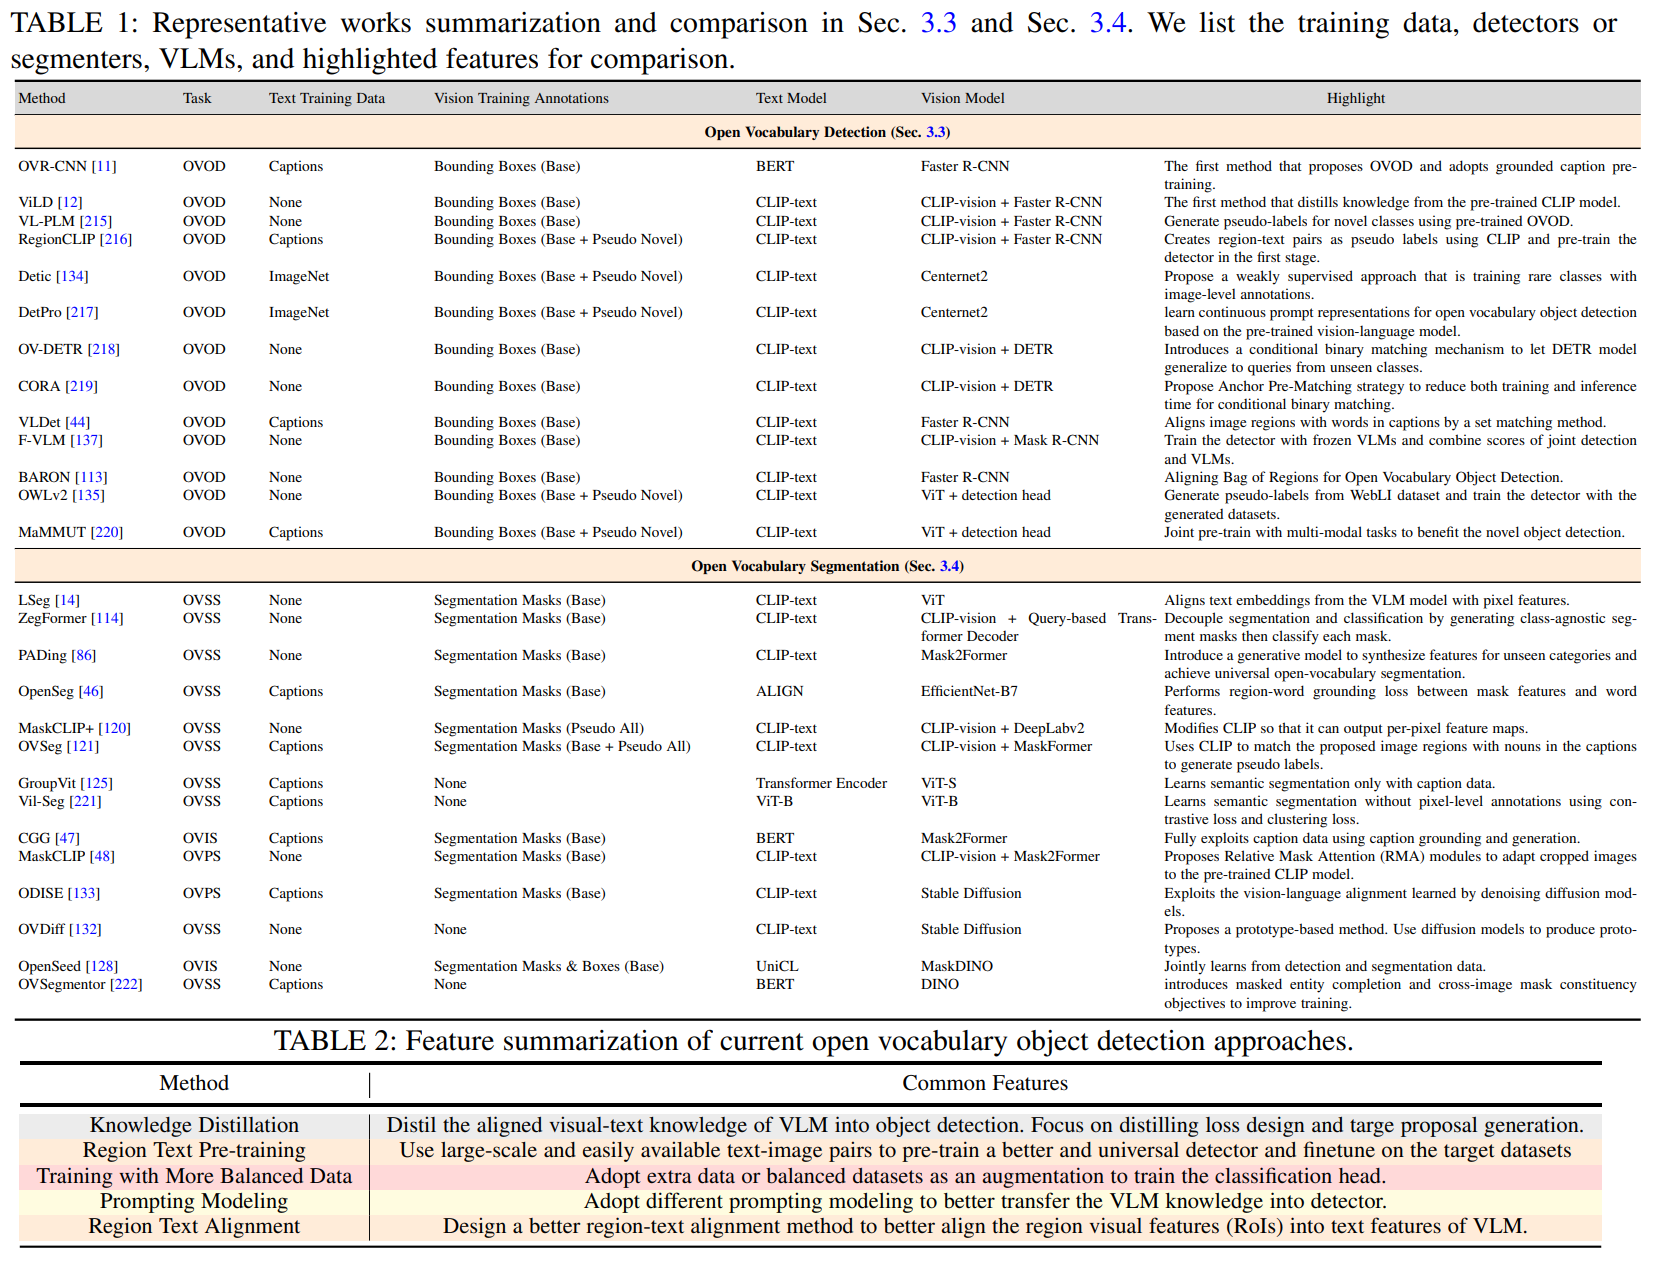 TABLE 1: Representative works summarization and comparison in Sec. 3.3 and Sec. 3.4. We list the training data, detectors or
segmenters, VLMs, and highlighted features for comparison.
Method Task Text Training Data Vision Training Annotations Text Model Vision Model Highlight
Open Vocabulary Detection (Sec. 3.3)
OVR-CNN [11] OVOD Captions Bounding Boxes (Base) BERT Faster R-CNN The first method that proposes OVOD and adopts grounded caption pre-
training.
ViLD [12] OVOD None Bounding Boxes (Base) CLIP-text CLIP-vision + Faster R-CNN The first method that distills knowledge from the pre-trained CLIP model.
VL-PLM [215] OVOD None Bounding Boxes (Base) CLIP-text CLIP-vision + Faster R-CNN Generate pseudo-labels for novel classes using pre-trained OVOD.
RegionCLIP [216] OVOD Captions Bounding Boxes (Base + Pseudo Novel) CLIP-text CLIP-vision + Faster R-CNN Creates region-text pairs as pseudo labels using CLIP and pre-train the
detector in the first stage.
Detic [134] OVOD ImageNet Bounding Boxes (Base + Pseudo Novel) CLIP-text Centernet2 Propose a weakly supervised approach that is training rare classes with
image-level annotations.
DetPro [217] OVOD ImageNet Bounding Boxes (Base + Pseudo Novel) CLIP-text Centernet2 learn continuous prompt representations for open vocabulary object detection
based on the pre-trained vision-language model.
OV-DETR [218] OVOD None Bounding Boxes (Base) CLIP-text CLIP-vision + DETR Introduces a conditional binary matching mechanism to let DETR model
generalize to queries from unseen classes.
CORA [219] OVOD None Bounding Boxes (Base) CLIP-text CLIP-vision + DETR Propose Anchor Pre-Matching strategy to reduce both training and inference
time for conditional binary matching.
VLDet [44] OVOD Captions Bounding Boxes (Base) CLIP-text Faster R-CNN Aligns image regions with words in captions by a set matching method.
F-VLM [137] OVOD None Bounding Boxes (Base) CLIP-text CLIP-vision + Mask R-CNN Train the detector with frozen VLMs and combine scores of joint detection
and VLMs.
BARON [113] OVOD None Bounding Boxes (Base) CLIP-text Faster R-CNN Aligning Bag of Regions for Open Vocabulary Object Detection.
OWLv2 [135] OVOD None Bounding Boxes (Base + Pseudo Novel) CLIP-text ViT + detection head Generate pseudo-labels from WebLI dataset and train the detector with the
generated datasets.
MaMMUT [220] OVOD Captions Bounding Boxes (Base + Pseudo Novel) CLIP-text ViT + detection head Joint pre-train with multi-modal tasks to benefit the novel object detection.
Open Vocabulary Segmentation (Sec. 3.4)
LSeg [14] OVSS None Segmentation Masks (Base) CLIP-text ViT Aligns text embeddings from the VLM model with pixel features.
ZegFormer [114] OVSS None Segmentation Masks (Base) CLIP-text CLIP-vision + Query-based Trans- Decouple segmentation and classification by generating class-agnostic seg-
former Decoder ment masks then classify each mask.
PADing [86] OVSS None Segmentation Masks (Base) CLIP-text Mask2Former Introduce a generative model to synthesize features for unseen categories and
achieve universal open-vocabulary segmentation.
OpenSeg [46] OVSS Captions Segmentation Masks (Base) ALIGN EfficientNet-B7 Performs region-word grounding loss between mask features and word
features.
MaskCLIP+ [120] OVSS None Segmentation Masks (Pseudo All) CLIP-text CLIP-vision + DeepLabv2 Modifies CLIP so that it can output per-pixel feature maps.
OVSeg [121] OVSS Captions Segmentation Masks (Base + Pseudo All) CLIP-text CLIP-vision + MaskFormer Uses CLIP to match the proposed image regions with nouns in the captions
to generate pseudo labels.
GroupVit [125] OVSS Captions None Transformer Encoder ViT-S Learns semantic segmentation only with caption data.
Vil-Seg [221] OVSS Captions None ViT-B ViT-B Learns semantic segmentation without pixel-level annotations using con-
trastive loss and clustering loss.
CGG [47] OVIS Captions Segmentation Masks (Base) BERT Mask2Former Fully exploits caption data using caption grounding and generation.
MaskCLIP [48] OVPS None Segmentation Masks (Base) CLIP-text CLIP-vision + Mask2Former Proposes Relative Mask Attention (RMA) modules to adapt cropped images
to the pre-trained CLIP model.
ODISE [133] OVPS Captions Segmentation Masks (Base) CLIP-text Stable Diffusion Exploits the vision-language alignment learned by denoising diffusion mod-
els.
OVDiff [132] OVSS None None CLIP-text Stable Diffusion Proposes a prototype-based method. Use diffusion models to produce proto-
types.
OpenSeed [128] OVIS None Segmentation Masks & Boxes (Base) UniCL MaskDINO Jointly learns from detection and segmentation data.
OVSegmentor [222] OVSS Captions None BERT DINO introduces masked entity completion and cross-image mask constituency
objectives to improve training.
TABLE 2: Feature summarization of current open vocabulary object detection approaches.
Method Common Features
Knowledge Distillation Distil the aligned visual-text knowledge of VLM into object detection. Focus on distilling loss design and targe proposal generation.
Region Text Pre-training Use large-scale and easily available text-image pairs to pre-train a better and universal detector and finetune on the target datasets
Training with More Balanced Data Adopt extra data or balanced datasets as an augmentation to train the classification head.
Prompting Modeling Adopt different prompting modeling to better transfer the VLM knowledge into detector.
Region Text Alignment Design a better region-text alignment method to better align the region visual features (RoIs) into text features of VLM.